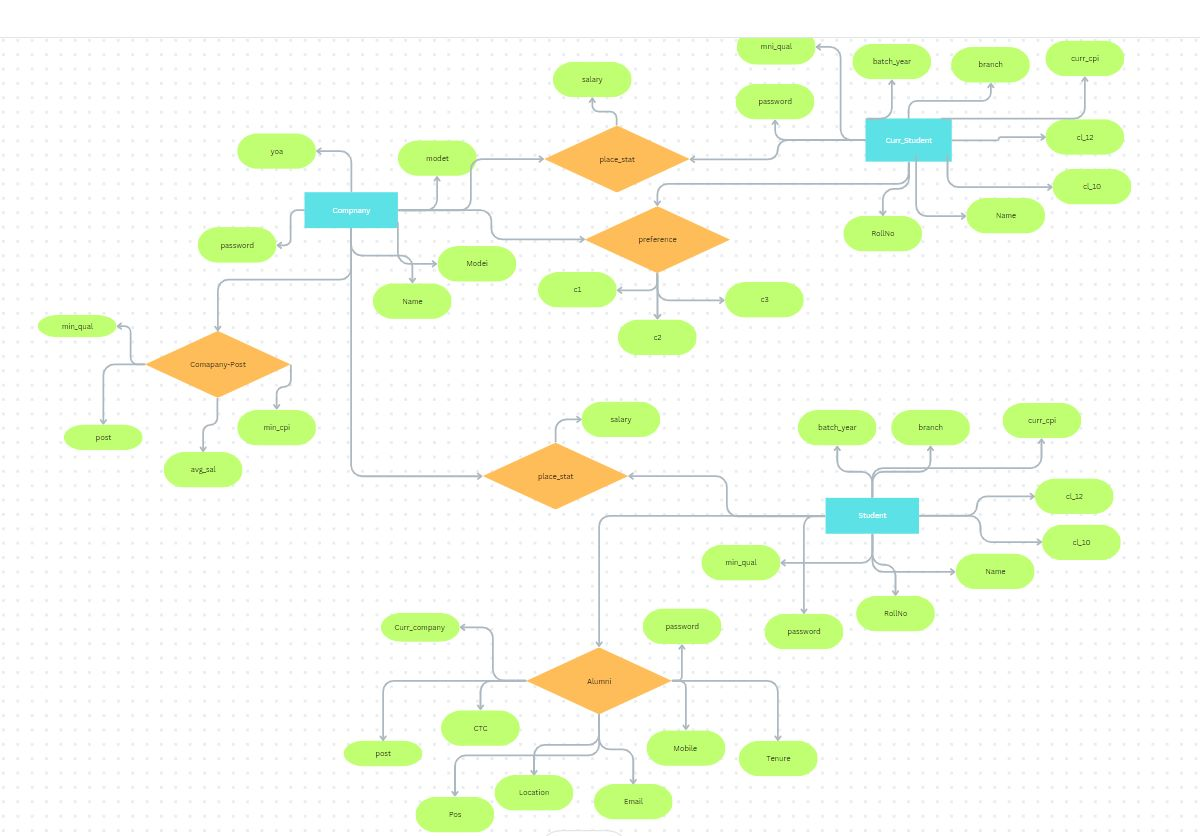 mni_qual
batch_year
branch
curr_cpi
salary
password
cl_12
Curr_Student
yoa
modet
place_stat
cl_10
Company
Name
RollNo
password
preference
Modei
c1
c3
Name
c2
min_qual
Comapany-Post
post
min_cpi
avg_sal
salary
batch_year
branch
curr_cpi
place_stat
cl_12
Student
cl_10
min_qual
Name
RollNo
Curr_company
password
password
Alumni
CTC
post
Mobile
Tenure
Location
Email
Pos